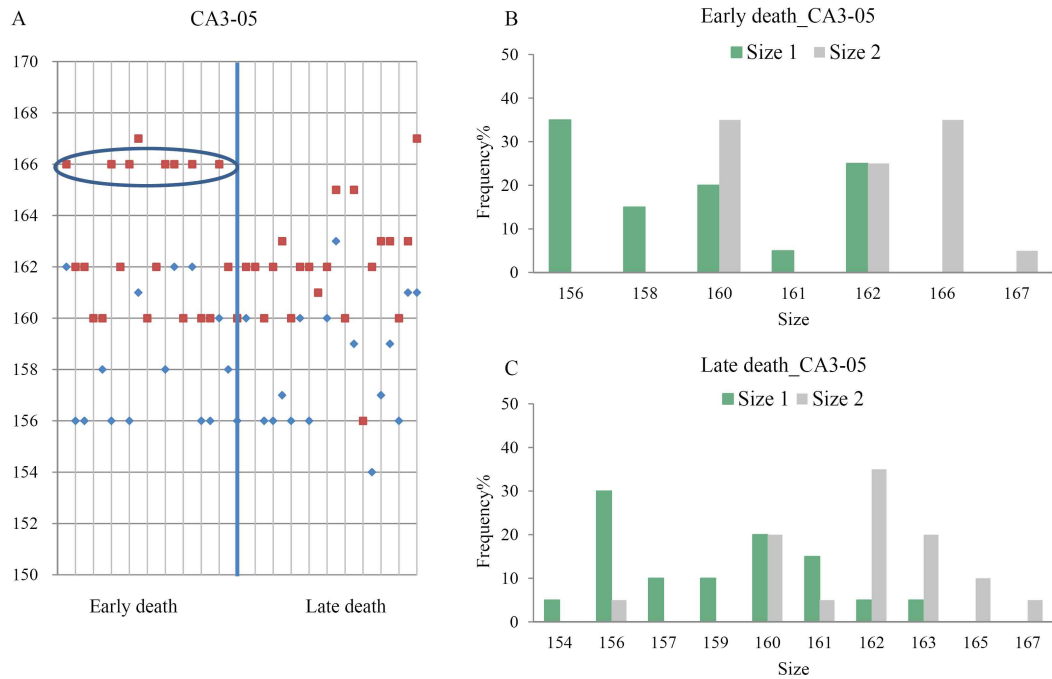 A
CA3-05
170
168
166
164
162
160
158
156
154
152
150
Early death Late death
B
Early death_CA3-05
Size 1 Size 2
50
40
30
20
10
0
Frequency%
156 158 160 161 162 166 167
Size
C
Late death_CA3-05
Size 1 Size 2
50
40
30
20
10
0
Frequency%
154 156 157 159 160 161 162 163 165 167
Size